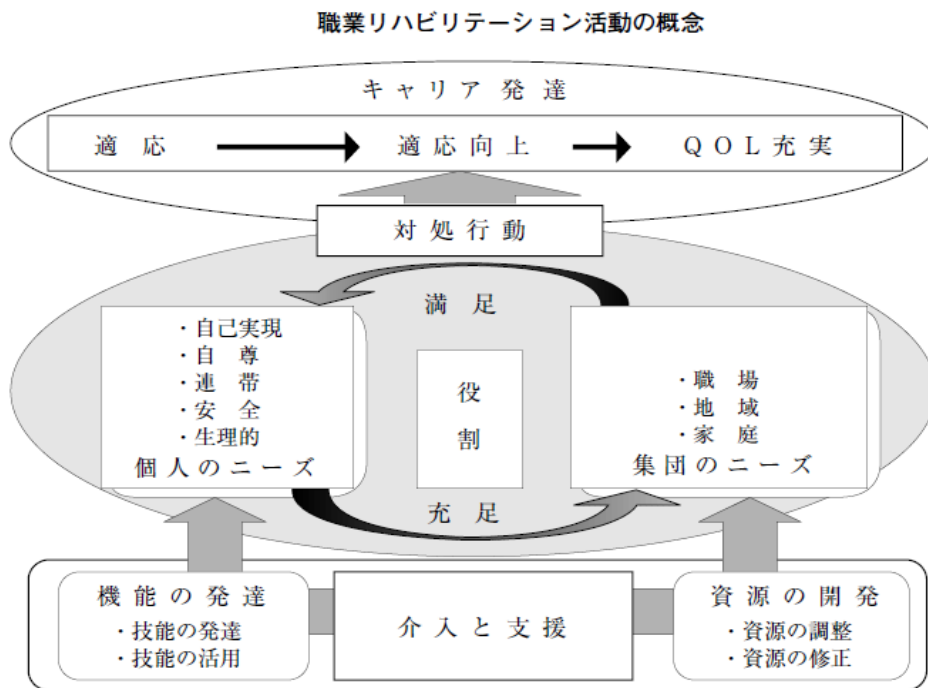 職業リハビリテーション活動の概念
キャリア発達
適応
適応向上
QOL充実
対処行動
満足
・自己実現
・自尊
・連帯
・安全
・生理的
個人のニーズ
役
割
・職場
・地域
・家庭
集団のニーズ
充足
機能の発達
・技能の発達
・技能の活用
介入と支援
資源の開発
・資源の調整
・資源の修正